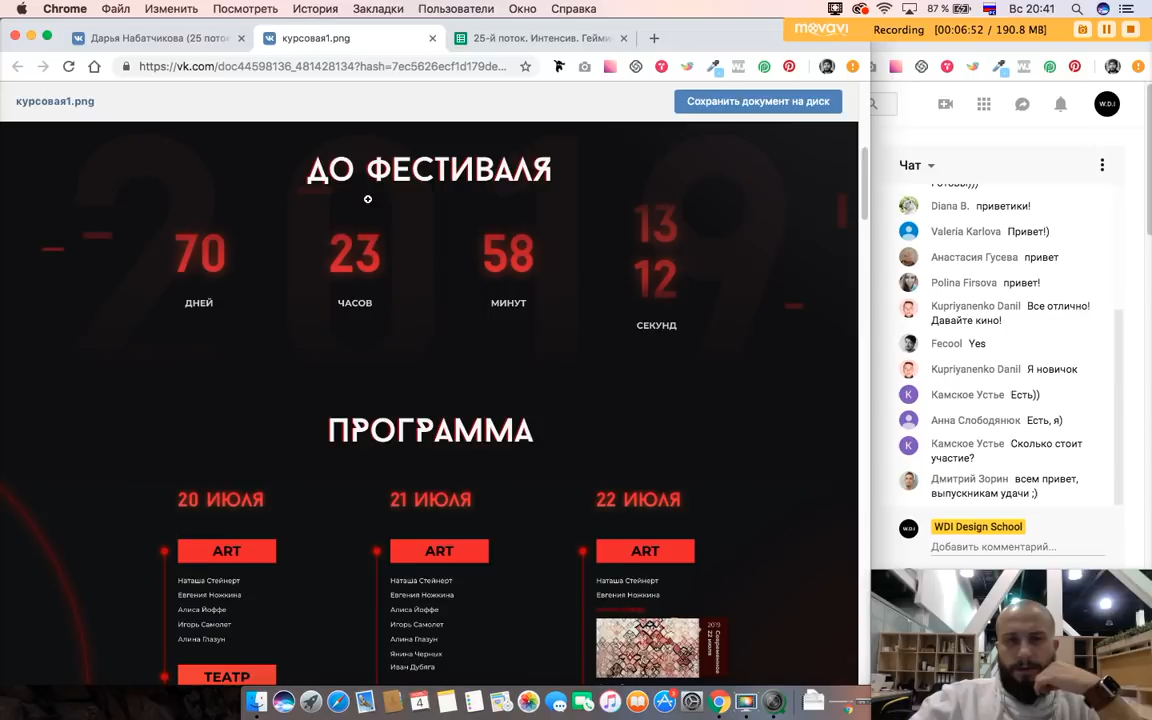 Chrome Файл Изменить Просмотр История Закладки Пользователи Окно Справка 87 % Вс 20:41
movavi Recording [00:06:52 / 190.8 MB]
Дарья Набатчикова (25 поток
курсовая1.png
25-й поток. Интенсив. Гейми
https://vk.com/doc44598136_481428134?hash=7ec5626ecf1d179de...
курсовая1.png
Сохранить документ на диск
W.D.I
ДО ФЕСТИВАЛЯ
2019
70
23
58
13
12
ДНЕЙ
ЧАСОВ
МИНУТ
СЕКУНД
ПРОГРАММА
20 ИЮЛЯ
21 ИЮЛЯ
22 ИЮЛЯ
ART
ART
ART
Наташа Стейнерт
Евгения Ножкина
Алиса Йоффе
Игорь Самолет
Алина Глазун
ТЕАТР
Наташа Стейнерт
Евгения Ножкина
Алиса Йоффе
Игорь Самолет
Алина Глазун
Янина Черных
Иван Дубяга
Наташа Стейнерт
Евгения Ножкина
2019
22 июля
Современное
Чат
Diana B. приветики!
Valeria Karlova Привет!)
Анастасия Гусева привет
Polina Firsova привет!
Kupriyanenko Danil Все отлично!
Давайте кино!
Fecool Yes
Kupriyanenko Danil Я новичок
Камское Устье Есть))
Анна Слободянюк Есть, я)
Камское Устье Сколько стоит
участие?
Дмитрий Зорин всем привет,
выпускникам удачи ;)
WDI Design School
Добавить комментарий...